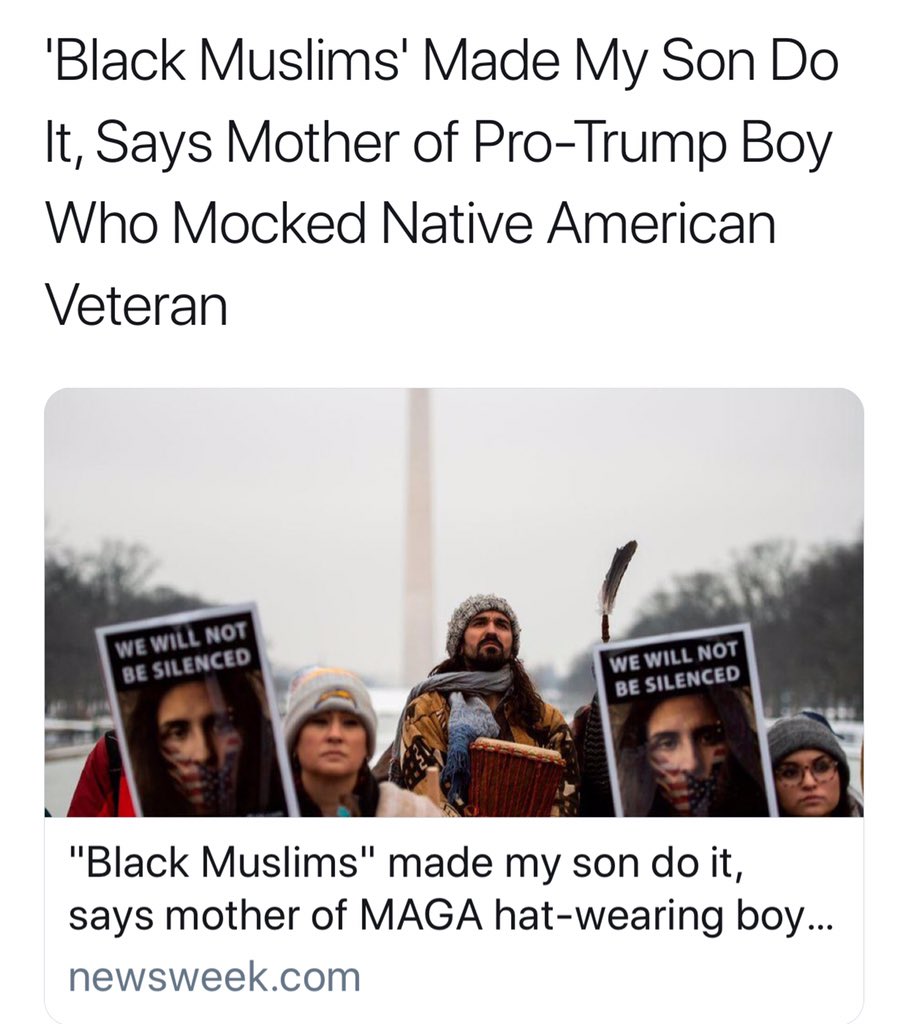 'Black Muslims' Made My Son Do
It, Says Mother of Pro-Trump Boy
Who Mocked Native American
Veteran
WE WILL NOT
BE SILENCED
WE WILL NOT
BE SILENCED
"Black Muslims" made my son do it,
says mother of MAGA hat-wearing boy...
newsweek.com